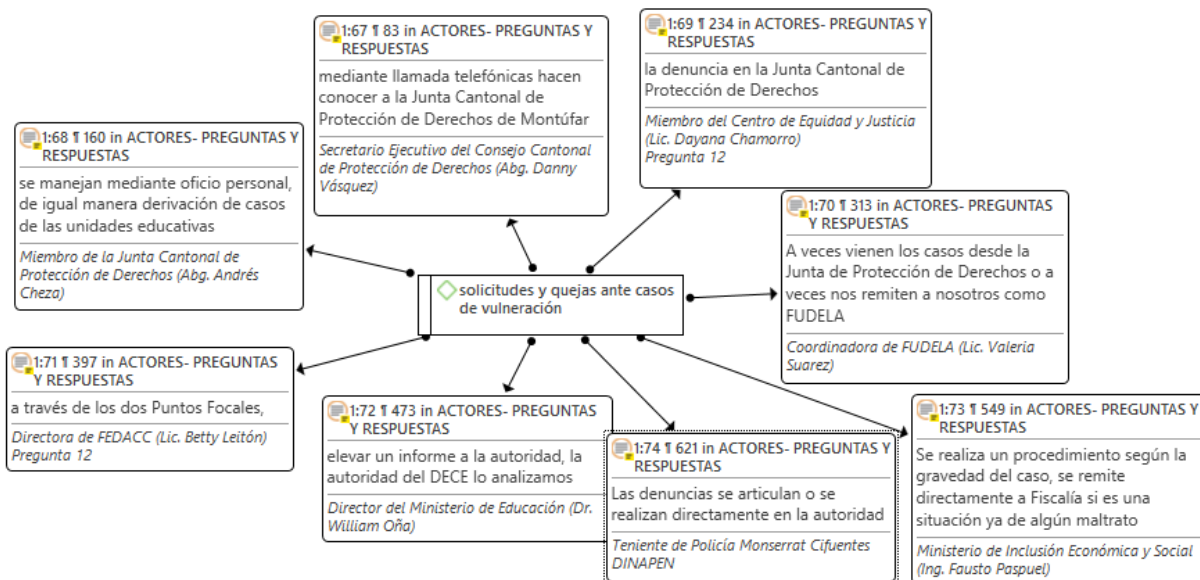 1:67 ¶ 83 in ACTORES- PREGUNTAS Y
RESPUESTAS
mediante llamada telefónicas hacen
conocer a la Junta Cantonal de
Protección de Derechos de Montúfar
Secretario Ejecutivo del Consejo Cantonal
de Protección de Derechos (Abg. Danny
Vásquez)
1:69 ¶ 234 in ACTORES- PREGUNTAS Y
RESPUESTAS
la denuncia en la Junta Cantonal de
Protección de Derechos
Miembro del Centro de Equidad y Justicia
(Lic. Dayana Chamorro)
Pregunta 12
1:68 ¶ 160 in ACTORES- PREGUNTAS Y
RESPUESTAS
se manejan mediante oficio personal,
de igual manera derivación de casos
de las unidades educativas
Miembro de la Junta Cantonal de
Protección de Derechos (Abg. Andrés
Cheza)
1:70 ¶ 313 in ACTORES- PREGUNTAS
Y RESPUESTAS
A veces vienen los casos desde la
Junta de Protección de Derechos o a
veces nos remiten a nosotros como
FUDELA
Coordinadora de FUDELA (Lic. Valeria
Suarez)
solicitudes y quejas ante casos
de vulneración
1:71 ¶ 397 in ACTORES- PREGUNTAS
Y RESPUESTAS
a través de los dos Puntos Focales,
Directora de FEDACC (Lic. Betty Leitón)
Pregunta 12
1:72 ¶ 473 in ACTORES- PREGUNTAS
Y RESPUESTAS
elevar un informe a la autoridad, la
autoridad del DECE lo analizamos
Director del Ministerio de Educación (Dr.
William Oña)
1:74 ¶ 621 in ACTORES- PREGUNTAS Y
RESPUESTAS
Las denuncias se articulan o se
realizan directamente en la autoridad
Teniente de Policía Monserrat Cifuentes
DINAPEN
1:73 ¶ 549 in ACTORES- PREGUNTAS Y
RESPUESTAS
Se realiza un procedimiento según la
gravedad del caso, se remite
directamente a Fiscalía si es una
situación ya de algún maltrato
Ministerio de Inclusión Económica y Social
(Ing. Fausto Paspuel)